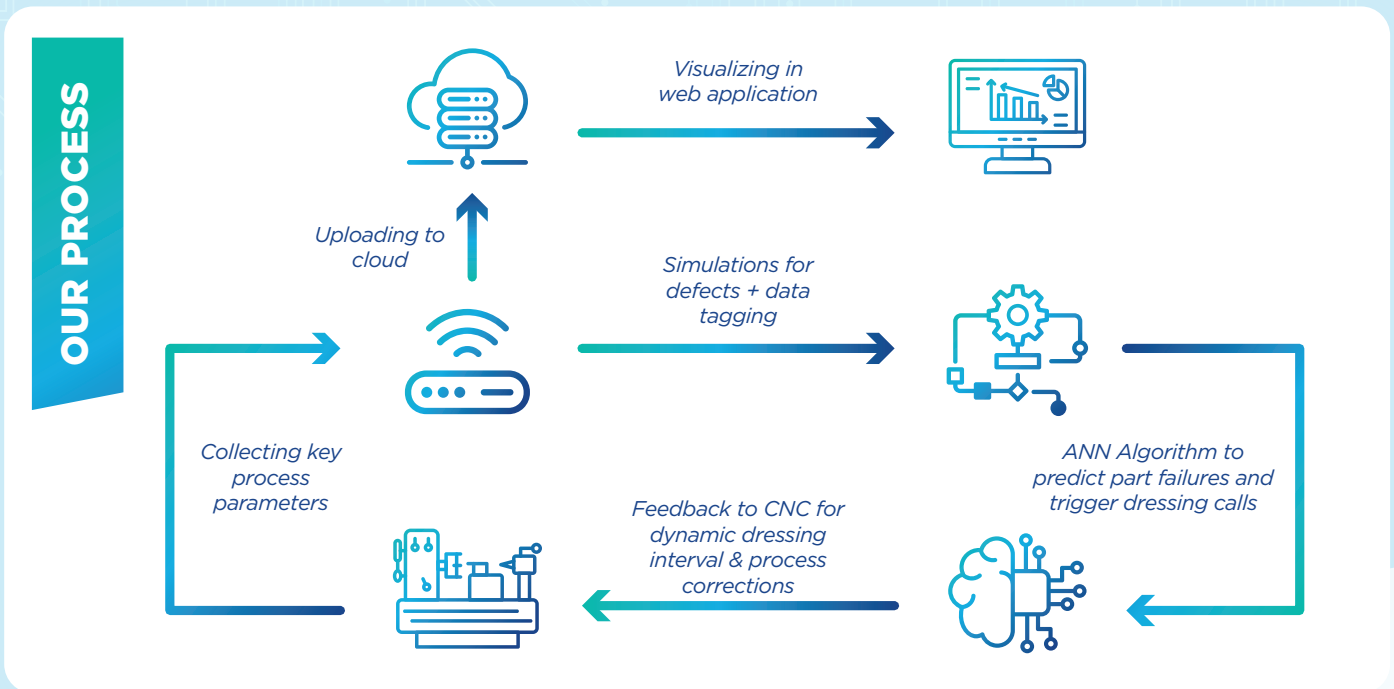 OUR PROCESS
Visualizing in
web application
Uploading to
cloud
Simulations for
defects + data
tagging
Collecting key
process
parameters
ANN Algorithm to
predict part failures and
trigger dressing calls
Feedback to CNC for
dynamic dressing
interval & process
corrections